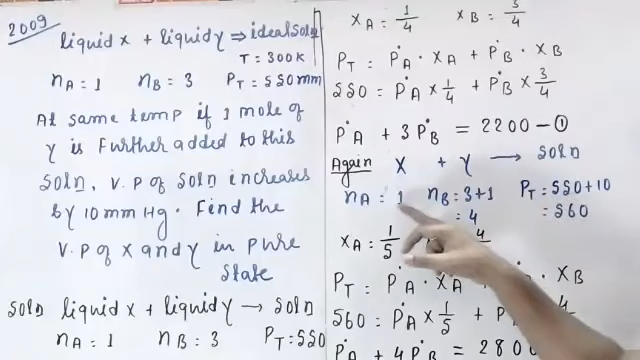 2009
liquid x + liquid y ⇒ ideal soln
T = 300K
nA = 1 nB = 3 PT = 550mm
At same temp if 1 mole of
y is Further added to this
soln, V.P of soln increases
by 10 mm Hg. Find the
V.P of x and y in pure
state
soln liquid x + liquid y → soln
nA = 1 nB = 3 PT = 550
xA = 1/4 xB = 3/4
PT = P°A · xA + P°B · xB
550 = P°A × 1/4 + P°B × 3/4
P°A + 3P°B = 2200 - ①
Again x + y → soln
nA = 1 nB = 3+1 PT = 550+10
= 4 = 560
xA = 1/5 4
PT = P°A · xA P°B · xB
560 = P°A × 1/5 + 4
P°A + 4P°B = 2800